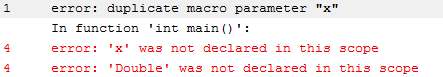 1 error: duplicate macro parameter "x"
In function 'int main()':
4 error: 'x' was not declared in this scope
4 error: 'Double' was not declared in this scope